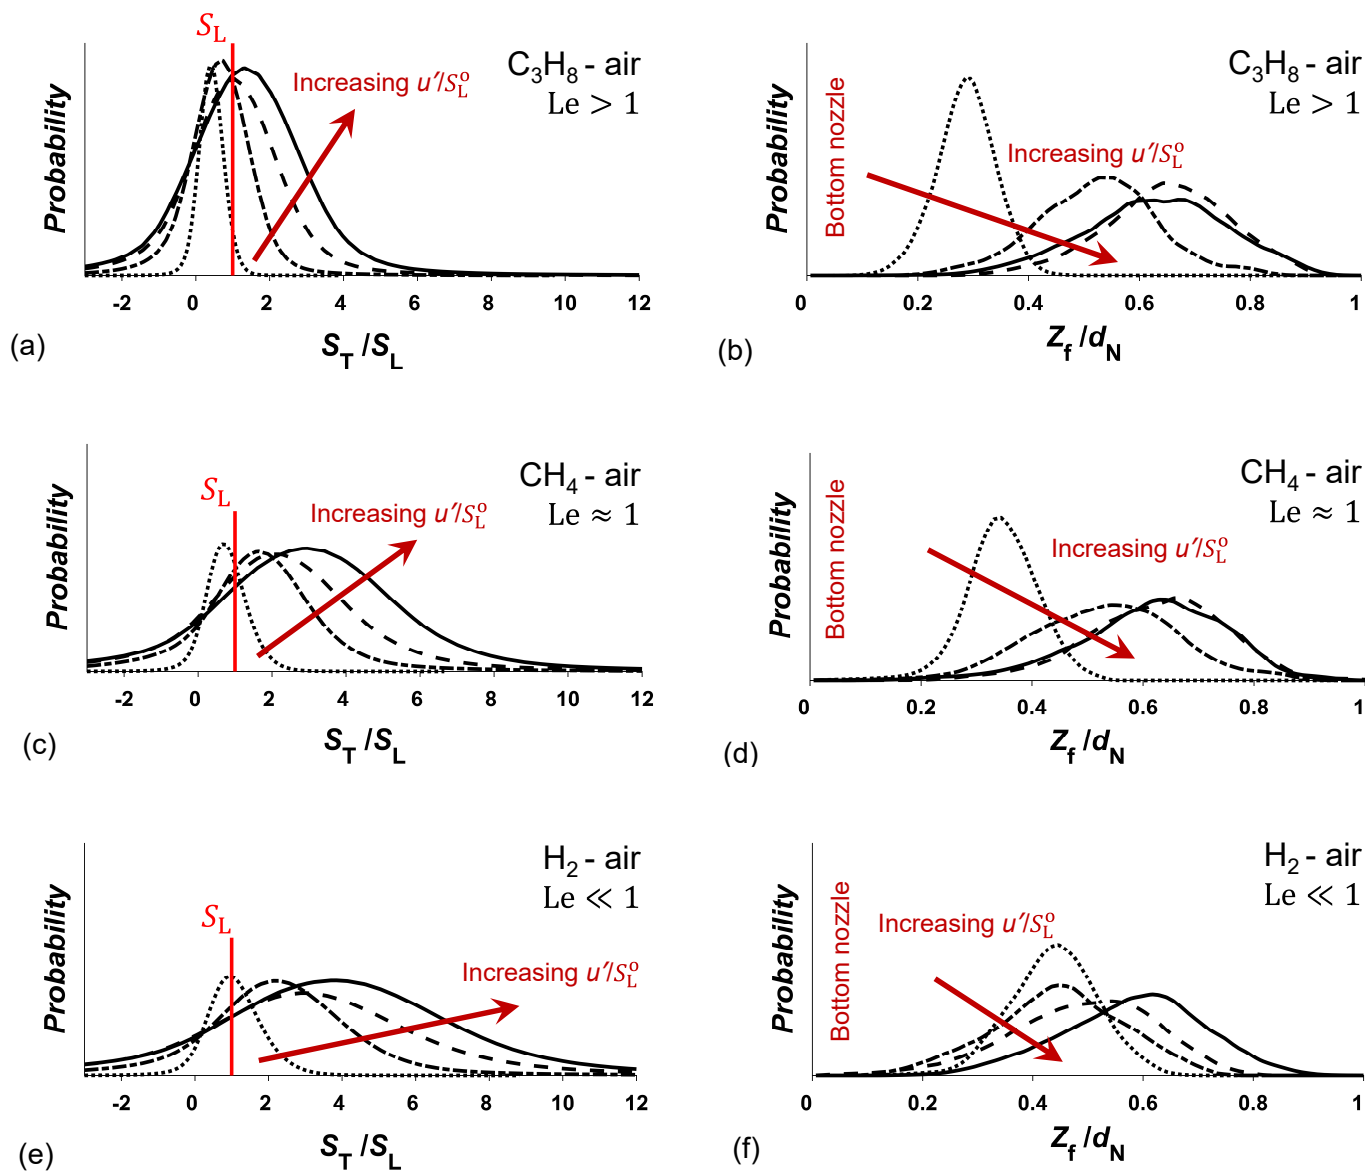 S_L
C3H8 - air
Le > 1
Increasing u′/S_L^o
Probability
-2 0 2 4 6 8 10 12
S_T /S_L
(a)
C3H8 - air
Le > 1
Increasing u′/S_L^o
Bottom nozzle
Probability
0 0.2 0.4 0.6 0.8 1
Z_f /d_N
(b)
S_L
CH4 - air
Le ≈ 1
Increasing u′/S_L^o
Probability
-2 0 2 4 6 8 10 12
S_T /S_L
(c)
CH4 - air
Le ≈ 1
Increasing u′/S_L^o
Bottom nozzle
Probability
0 0.2 0.4 0.6 0.8 1
Z_f /d_N
(d)
S_L
H2 - air
Le ≪ 1
Increasing u′/S_L^o
Probability
-2 0 2 4 6 8 10 12
S_T /S_L
(e)
H2 - air
Le ≪ 1
Increasing u′/S_L^o
Bottom nozzle
Probability
0 0.2 0.4 0.6 0.8 1
Z_f /d_N
(f)